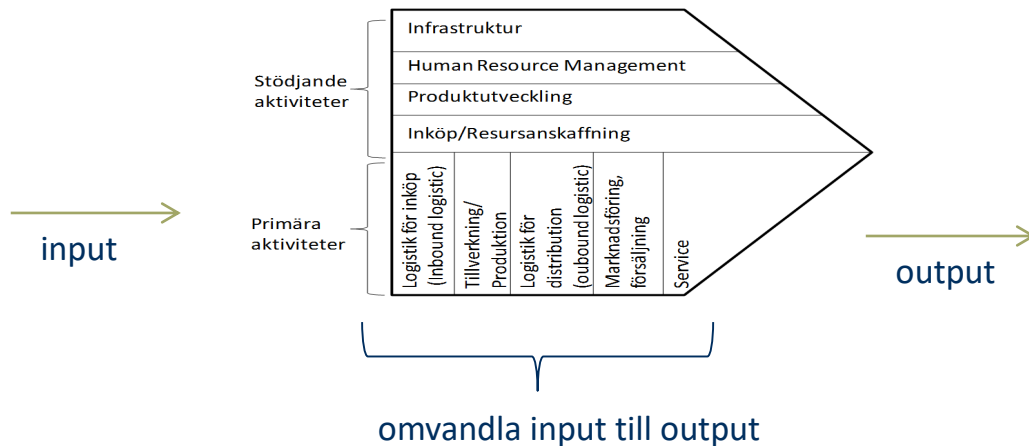 Infrastruktur
Human Resource Management
Stödjande
aktiviteter
Produktutveckling
Inköp/Resursanskaffning
Primära
aktiviteter
Logistik för inköp
(Inbound logistic)
Tillverkning/
Produktion
Logistik för
distribution
(oubound logistic)
Marknadsföring,
försäljning
Service
input
output
omvandla input till output